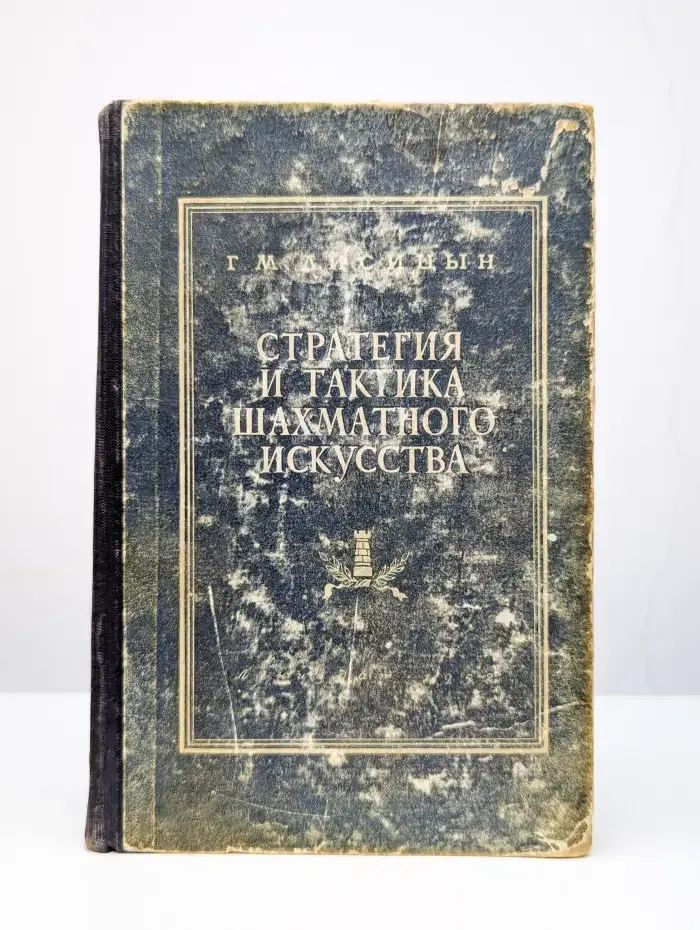 Г. М. ЛИСИЦЫН
СТРАТЕГИЯ
И ТАКТИКА
ШАХМАТНОГО
ИСКУССТВА